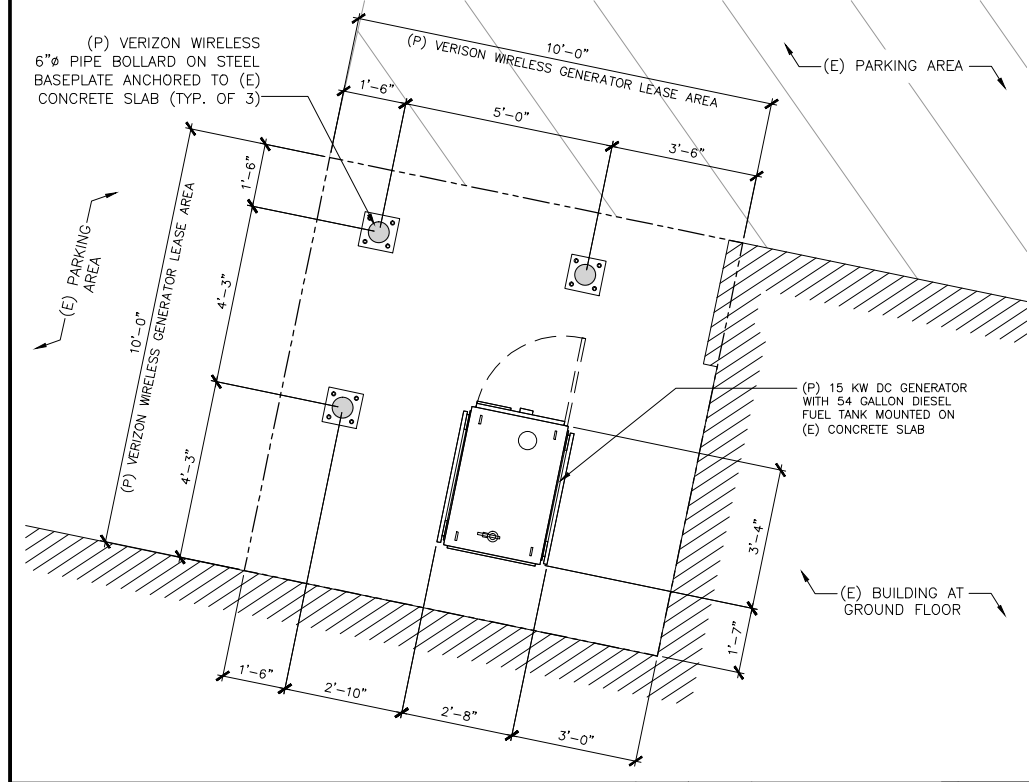 (P) VERIZON WIRELESS
6"ø PIPE BOLLARD ON STEEL
BASEPLATE ANCHORED TO (E)
CONCRETE SLAB (TYP. OF 3)
10'-0"
(P) VERISON WIRELESS GENERATOR LEASE AREA
(E) PARKING AREA
1'-6"
5'-0"
3'-6"
1'-6"
4'-3"
4'-3"
10'-0"
(P) VERIZON WIRELESS GENERATOR LEASE AREA
(E) PARKING
AREA
(P) 15 KW DC GENERATOR
WITH 54 GALLON DIESEL
FUEL TANK MOUNTED ON
(E) CONCRETE SLAB
3'-4"
1'-7"
(E) BUILDING AT
GROUND FLOOR
1'-6"
2'-10"
2'-8"
3'-0"